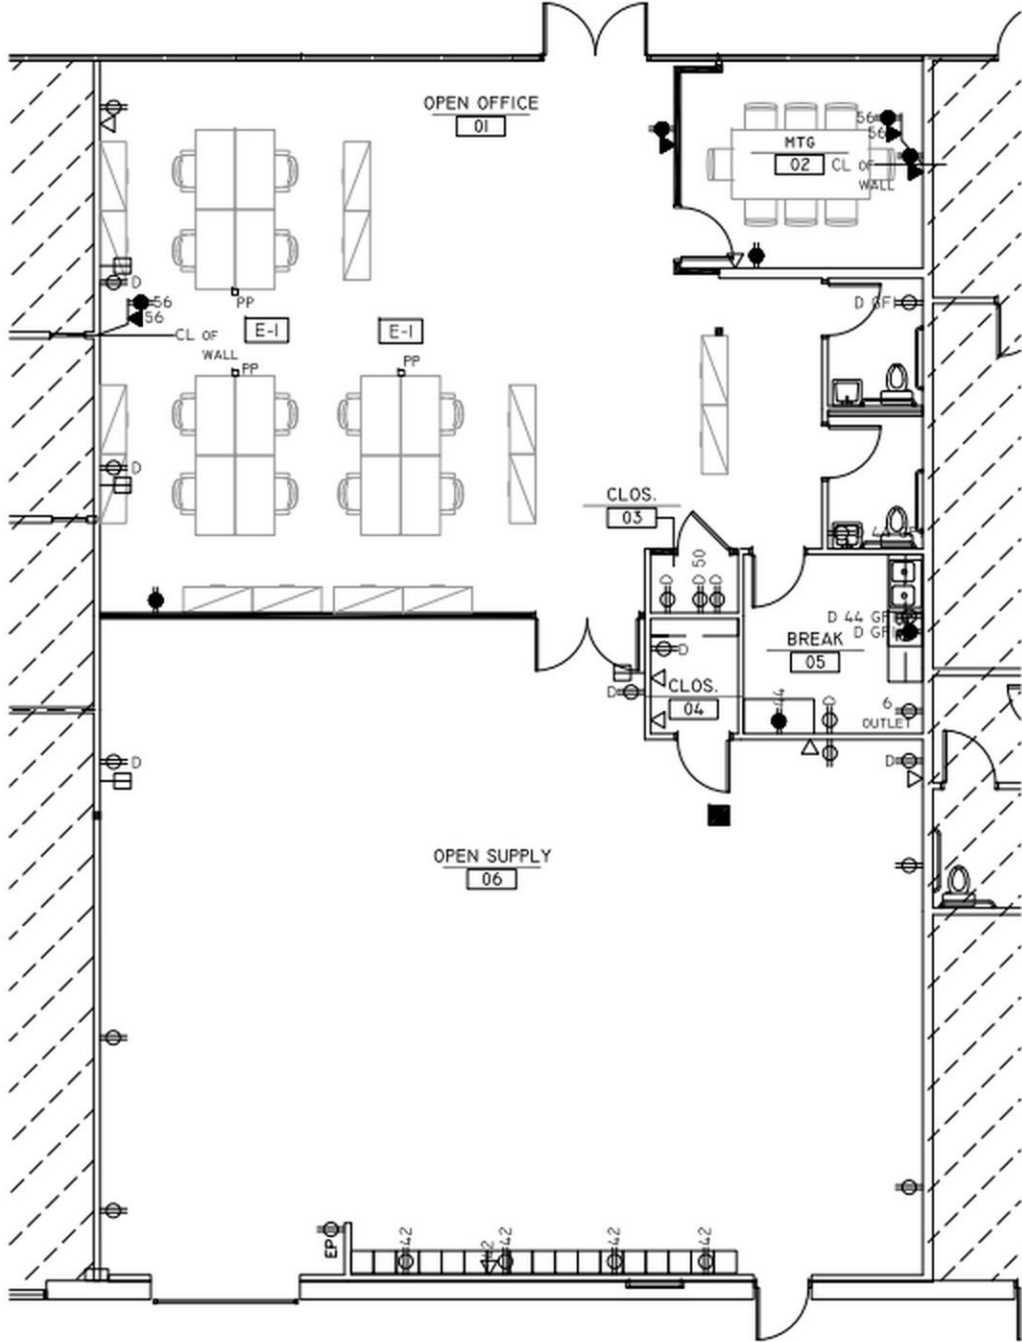 OPEN OFFICE
01
56
56
MTG
02
CL OF
WALL
D
D GFI
56
56
PP
E-1
E-1
CL OF
WALL
PP
PP
D
CLOS.
03
50
D
D
D 44 GFI
D GFI
BREAK
05
D
D
CLOS.
04
44
D
6
OUTLET
D
D
OPEN SUPPLY
06
EP
42
42
42
42
42